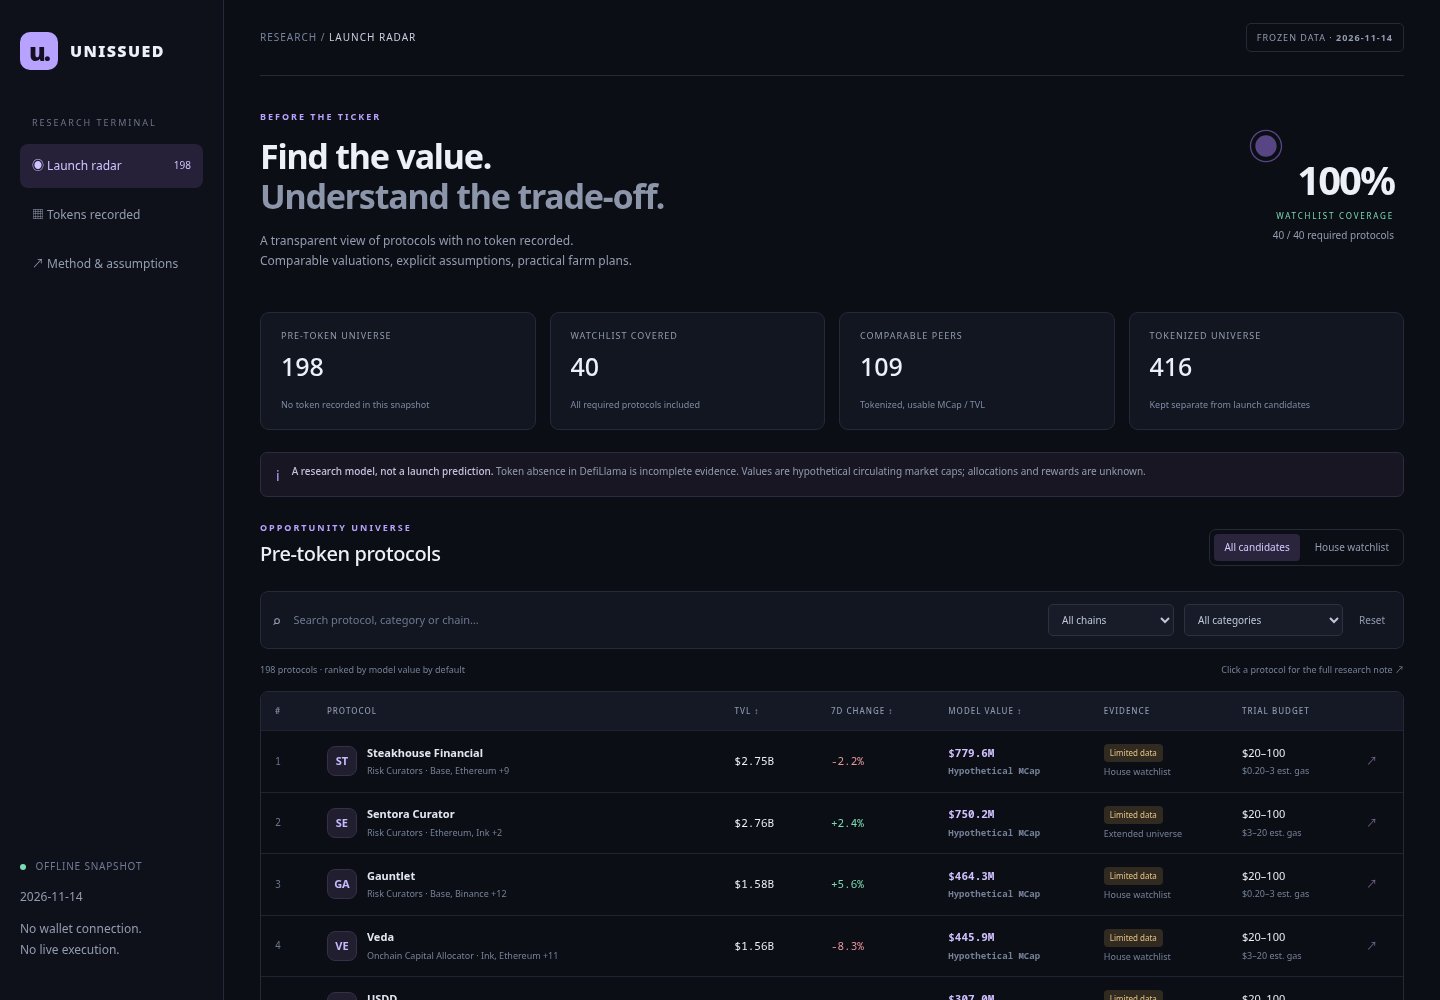 u. UNISSUED
RESEARCH TERMINAL
Launch radar 198
Tokens recorded
↗ Method & assumptions
OFFLINE SNAPSHOT
2026-11-14
No wallet connection.
No live execution.
RESEARCH / LAUNCH RADAR
FROZEN DATA · 2026-11-14
BEFORE THE TICKER
Find the value.
Understand the trade-off.
A transparent view of protocols with no token recorded.
Comparable valuations, explicit assumptions, practical farm plans.
100%
WATCHLIST COVERAGE
40 / 40 required protocols
PRE-TOKEN UNIVERSE
198
No token recorded in this snapshot
WATCHLIST COVERED
40
All required protocols included
COMPARABLE PEERS
109
Tokenized, usable MCap / TVL
TOKENIZED UNIVERSE
416
Kept separate from launch candidates
i A research model, not a launch prediction. Token absence in DefiLlama is incomplete evidence. Values are hypothetical circulating market caps; allocations and rewards are unknown.
OPPORTUNITY UNIVERSE
Pre-token protocols
All candidates House watchlist
Search protocol, category or chain... All chains All categories Reset
198 protocols · ranked by model value by default
Click a protocol for the full research note ↗
# PROTOCOL TVL ↕ 7D CHANGE ↕ MODEL VALUE ↕ EVIDENCE TRIAL BUDGET
1 ST Steakhouse Financial $2.75B -2.2% $779.6M Limited data $20–100 ↗
Risk Curators · Base, Ethereum +9 Hypothetical MCap House watchlist $0.20–3 est. gas
2 SE Sentora Curator $2.76B +2.4% $750.2M Limited data $20–100 ↗
Risk Curators · Ethereum, Ink +2 Hypothetical MCap Extended universe $3–20 est. gas
3 GA Gauntlet $1.58B +5.6% $464.3M Limited data $20–100 ↗
Risk Curators · Base, Binance +12 Hypothetical MCap House watchlist $0.20–3 est. gas
4 VE Veda $1.56B -8.3% $445.9M Limited data $20–100 ↗
Onchain Capital Allocator · Ink, Ethereum +11 Hypothetical MCap House watchlist $3–20 est. gas
USDD $307.0M Limited data $20–100